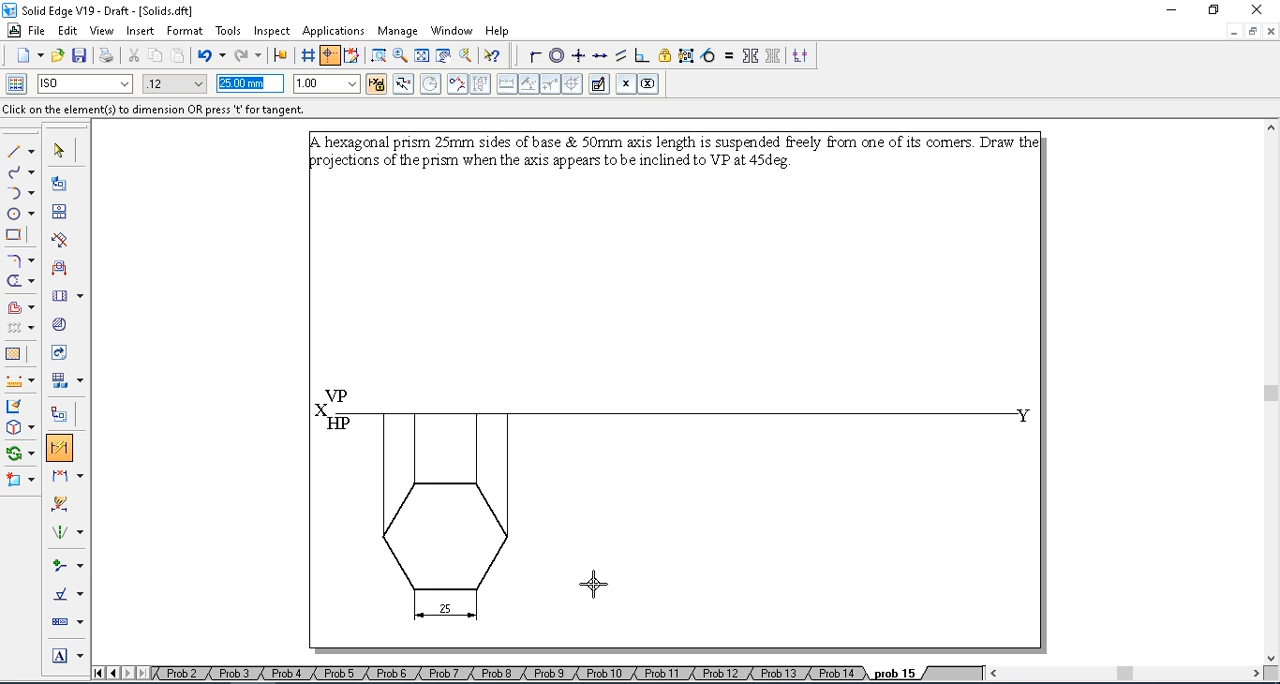 Solid Edge V19 - Draft - [Solids.dft]
File Edit View Insert Format Tools Inspect Applications Manage Window Help
ISO .12 25.00 mm 1.00
Click on the element(s) to dimension OR press 't' for tangent.
A hexagonal prism 25mm sides of base & 50mm axis length is suspended freely from one of its corners. Draw the
projections of the prism when the axis appears to be inclined to VP at 45deg.
VP
X Y
HP
25
A
Prob 2 Prob 3 Prob 4 Prob 5 Prob 6 Prob 7 Prob 8 Prob 9 Prob 10 Prob 11 Prob 12 Prob 13 Prob 14 prob 15